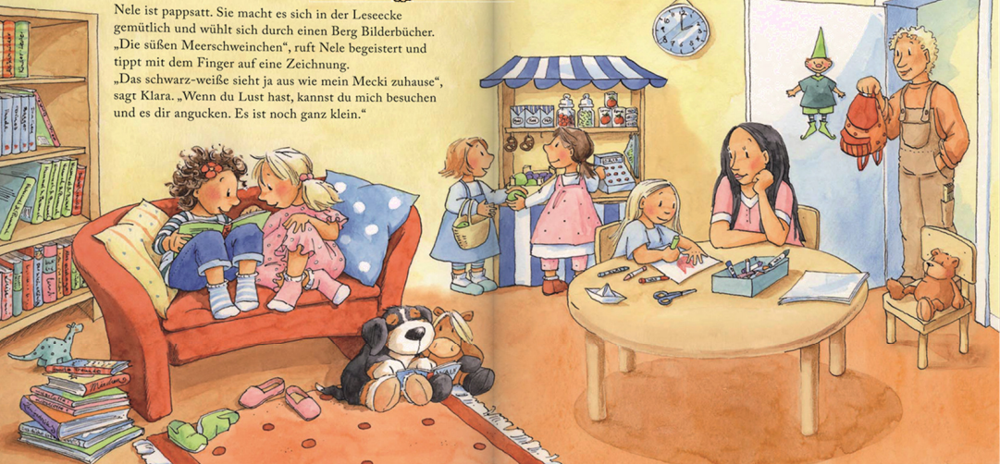 Nele ist pappsatt. Sie macht es sich in der Leseecke
gemütlich und wühlt sich durch einen Berg Bilderbücher.
„Die süßen Meerschweinchen“, ruft Nele begeistert und
tippt mit dem Finger auf eine Zeichnung.
„Das schwarz-weiße sieht ja aus wie mein Mecki zuhause“,
sagt Klara. „Wenn du Lust hast, kannst du mich besuchen
und es dir angucken. Es ist noch ganz klein.“
Märchen